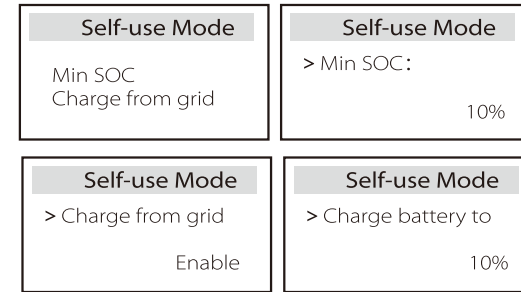 Self-use Mode
Min SOC
Charge from grid
Self-use Mode
> Min SOC:
10%
Self-use Mode
> Charge from grid
Enable
Self-use Mode
> Charge battery to
10%